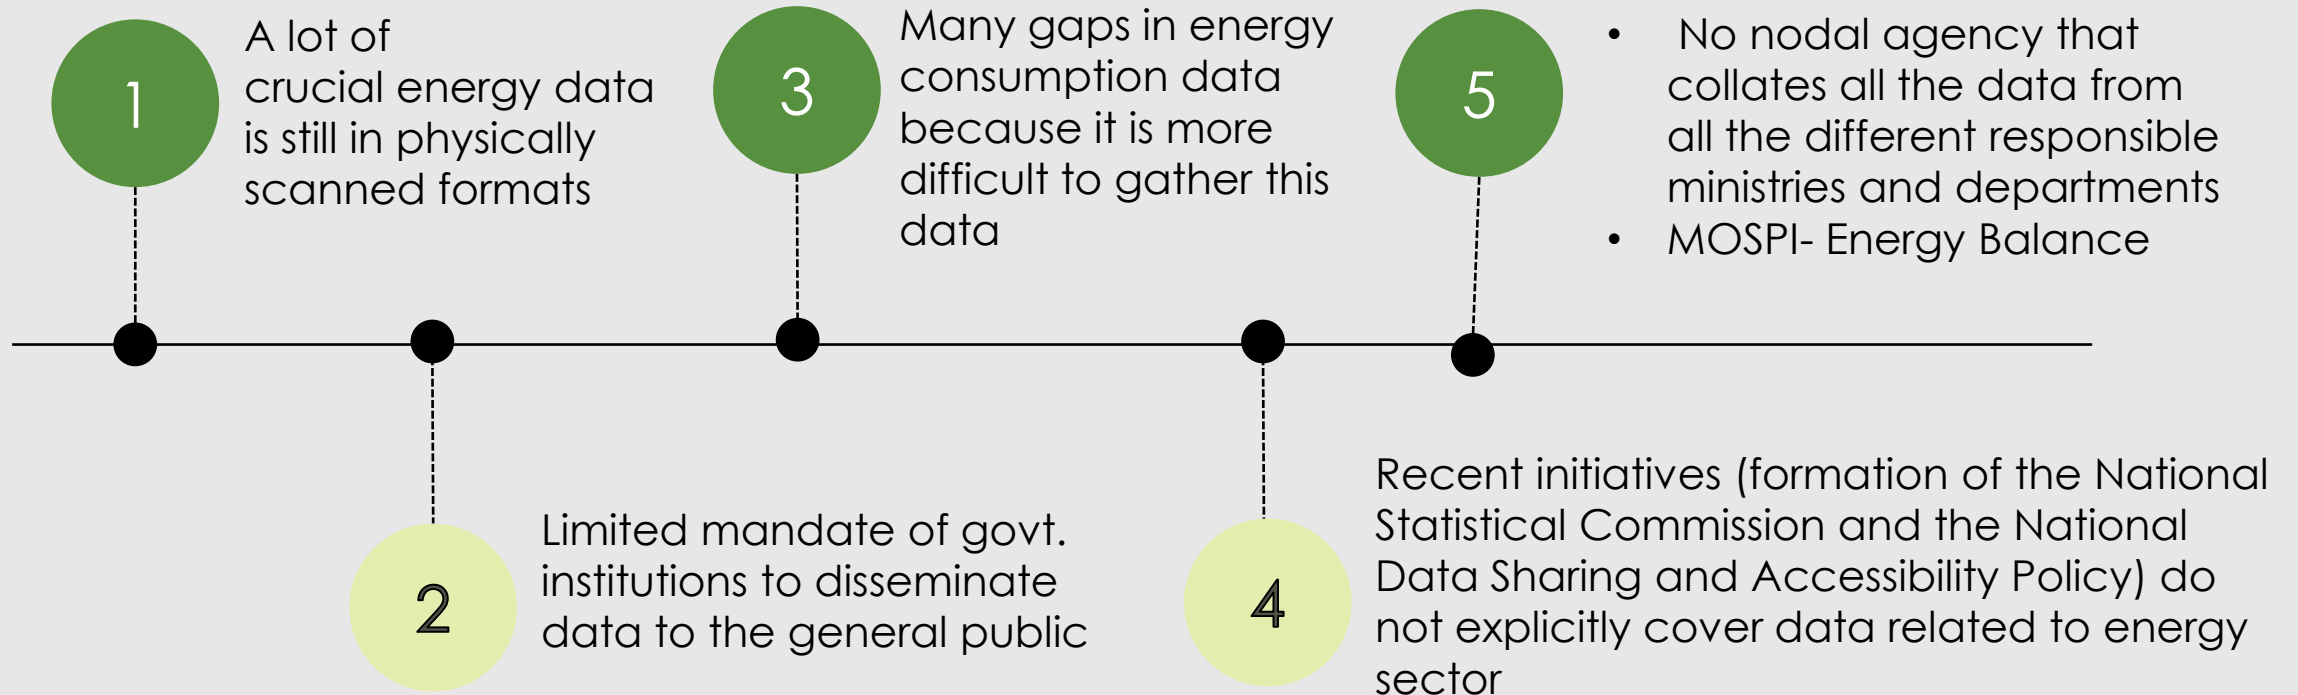 1
A lot of
crucial energy data
is still in physically
scanned formats
2
Limited mandate of govt.
institutions to disseminate
data to the general public
3
Many gaps in energy
consumption data
because it is more
difficult to gather this
data
4
Recent initiatives (formation of the National
Statistical Commission and the National
Data Sharing and Accessibility Policy) do
not explicitly cover data related to energy
sector
5
• No nodal agency that
collates all the data from
all the different responsible
ministries and departments
• MOSPI- Energy Balance